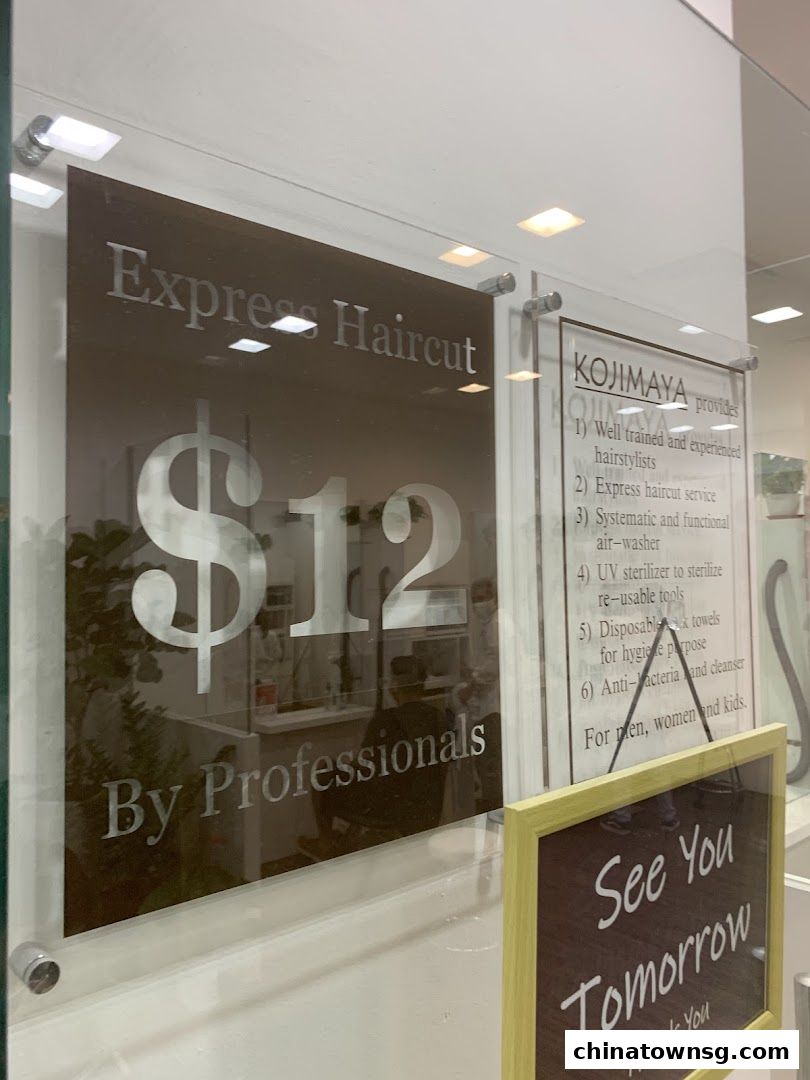 Express Haircut
$12
By Professionals
KOJIMAYA provides
1) Well trained and experienced
hairstylists
2) Express haircut service
3) Systematic and functional
air-washer
4) UV sterilizer to sterilize
re-usable tools
5) Disposable towels
for hygiene purpose
6) Anti-bacteria hand cleanser
For men, women and kids.
See You
Tomorrow
You
chinatownsg.com